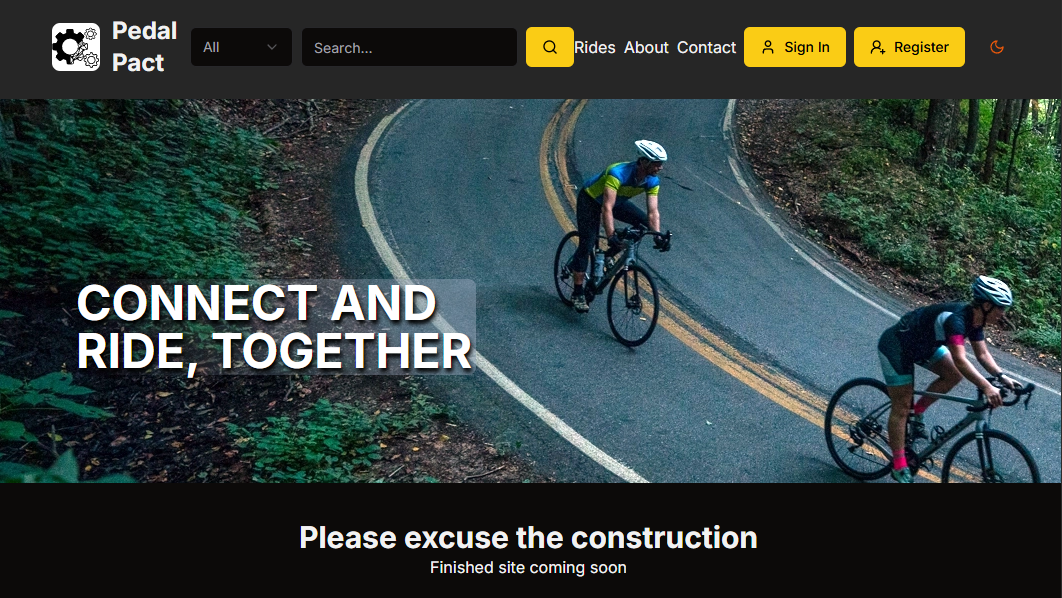 Pedal
Pact
All
Search...
Rides
About
Contact
Sign In
Register
CONNECT AND
RIDE, TOGETHER
Please excuse the construction
Finished site coming soon